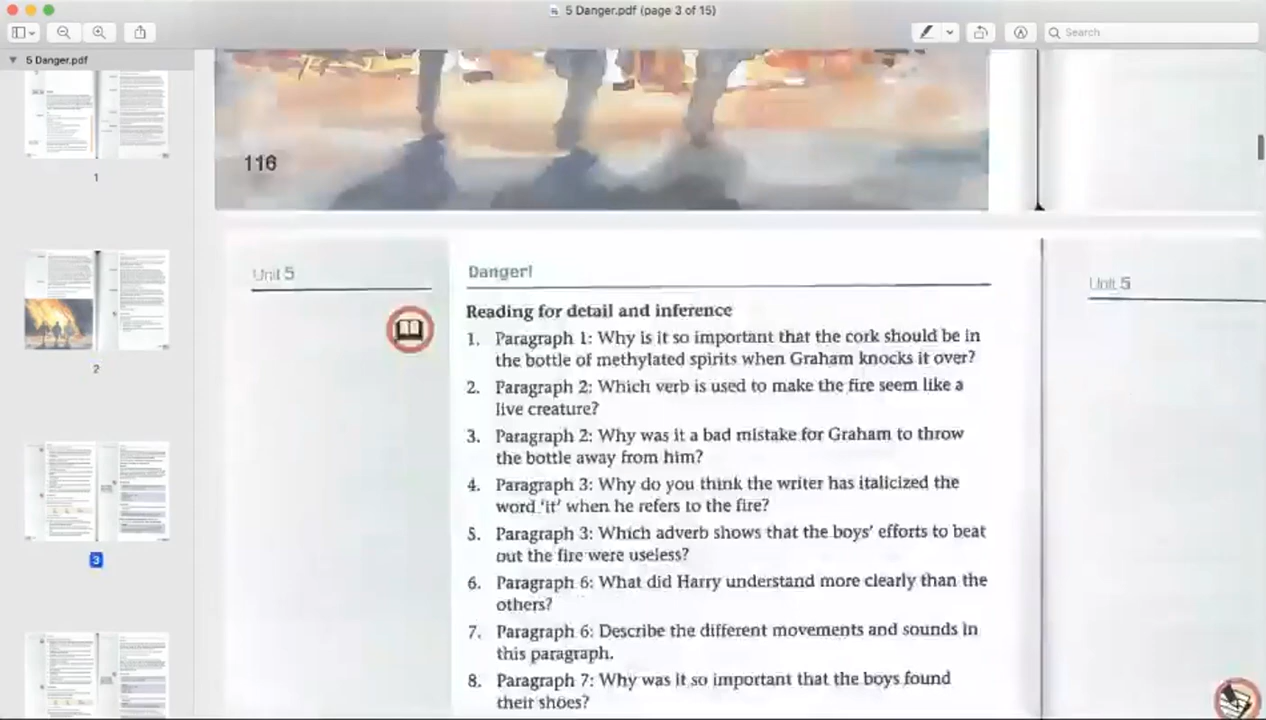 5 Danger.pdf (page 3 of 15)
Search
5 Danger.pdf
1
2
3
116
Unit 5
Danger!
Unit 5
Reading for detail and inference
1. Paragraph 1: Why is it so important that the cork should be in
the bottle of methylated spirits when Graham knocks it over?
2. Paragraph 2: Which verb is used to make the fire seem like a
live creature?
3. Paragraph 2: Why was it a bad mistake for Graham to throw
the bottle away from him?
4. Paragraph 3: Why do you think the writer has italicized the
word 'it' when he refers to the fire?
5. Paragraph 3: Which adverb shows that the boys' efforts to beat
out the fire were useless?
6. Paragraph 6: What did Harry understand more clearly than the
others?
7. Paragraph 6: Describe the different movements and sounds in
this paragraph.
8. Paragraph 7: Why was it so important that the boys found
their shoes?